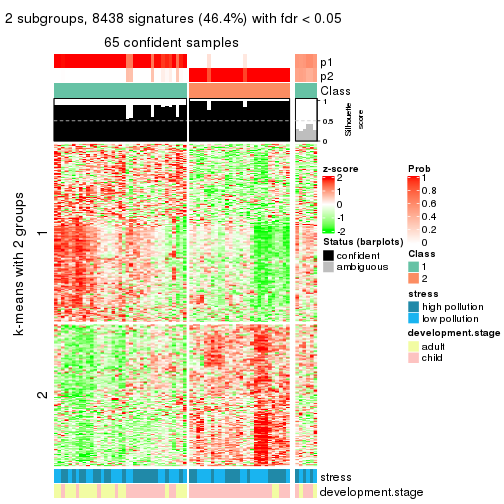 2 subgroups, 8438 signatures (46.4%) with fdr < 0.05
65 confident samples
p1
p2
Class
1
0.5
0
Silhouette
score
k-means with 2 groups
1
2
z-score
2
1
0
-1
-2
Status (barplots)
confident
ambiguous
Prob
1
0.8
0.6
0.4
0.2
0
Class
1
2
stress
high pollution
low pollution
development.stage
adult
child
stress
development.stage